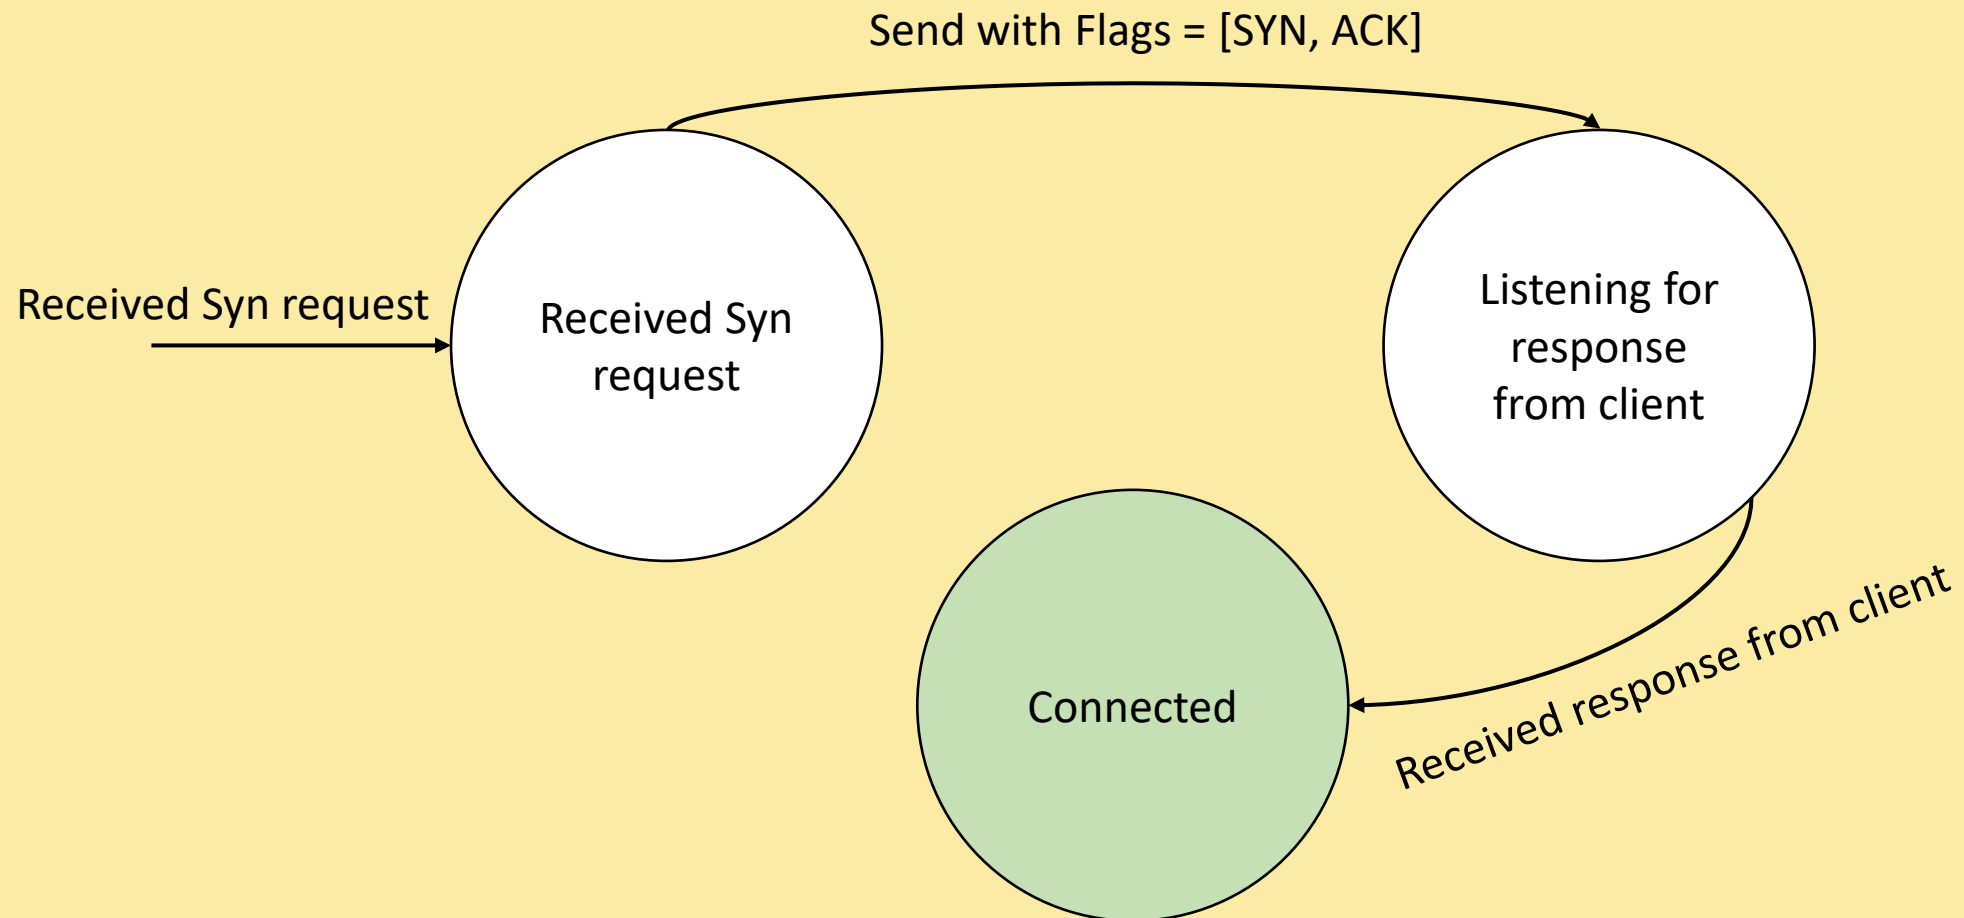 Send with Flags = [SYN, ACK]
Received Syn request
Received Syn
request
Listening for
response
from client
Connected
Received response from client